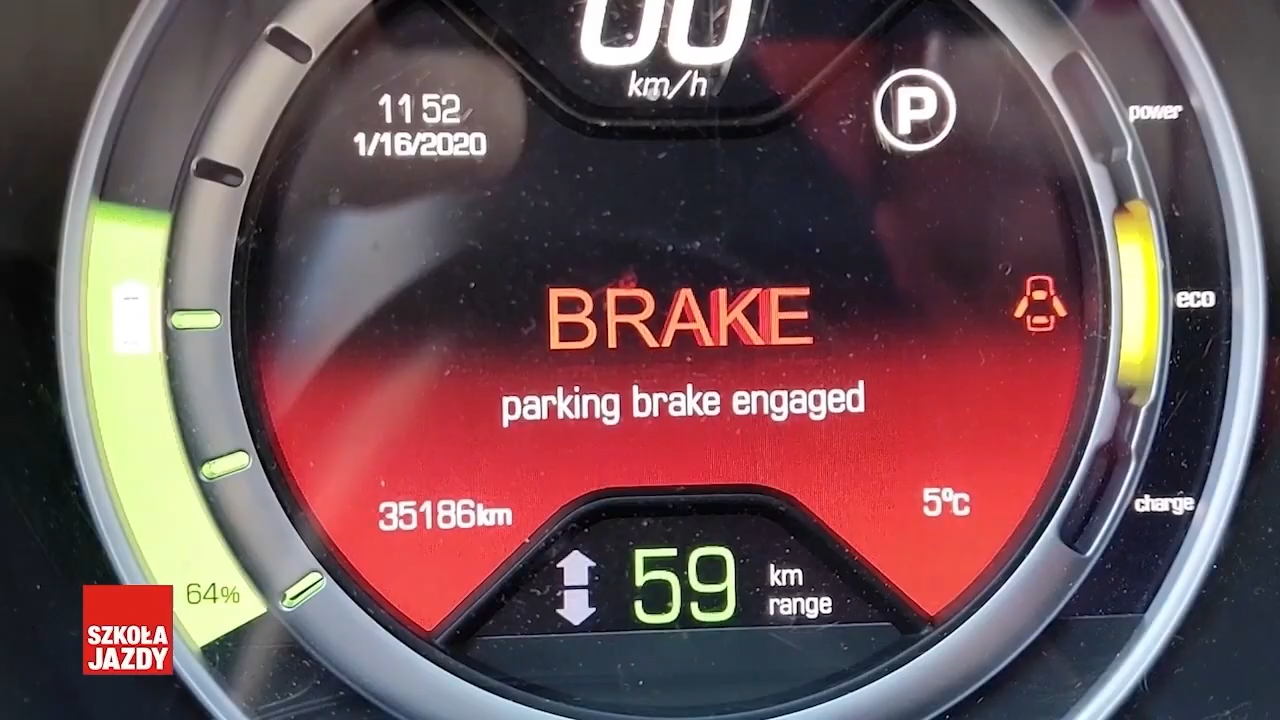 00
km/h
11 52
1/16/2020
P
power
BRAKE
eco
parking brake engaged
35186km
5°C
charge
59 km range
64%
SZKOŁA
JAZDY